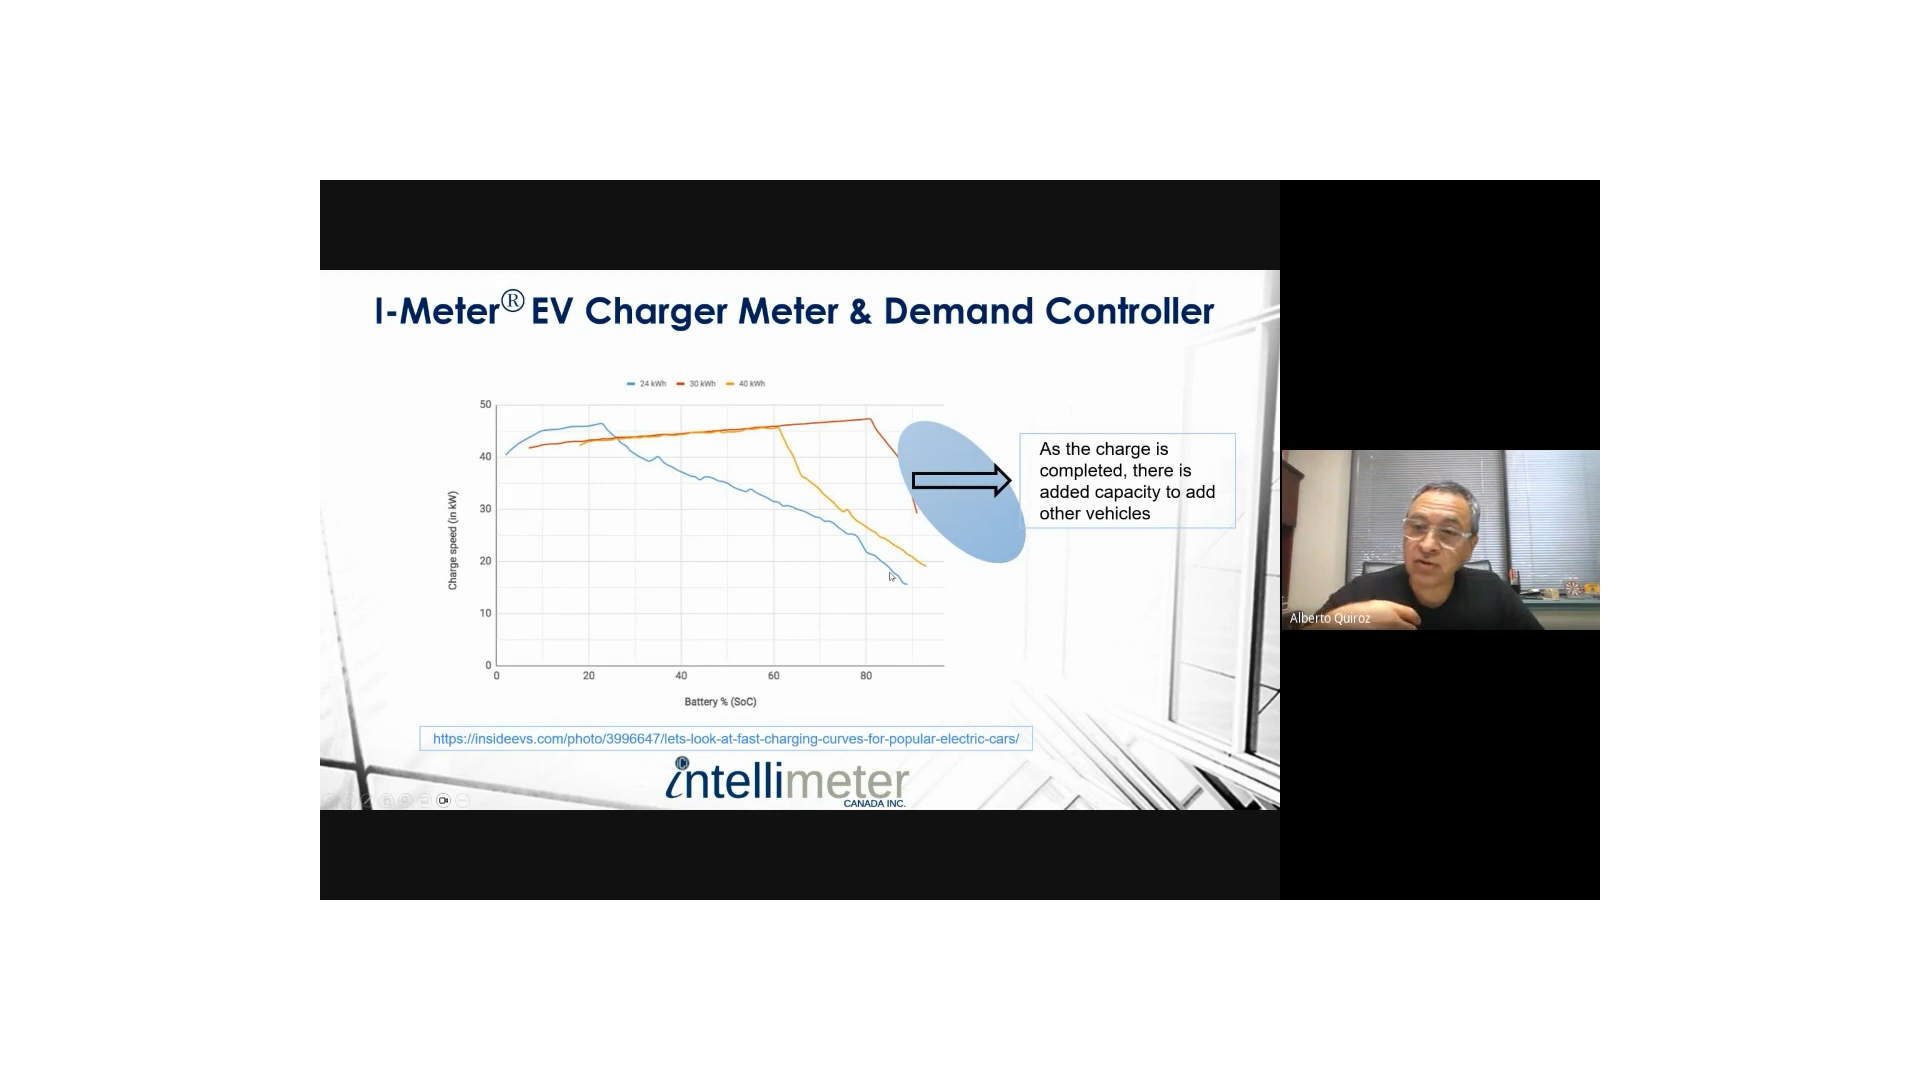 I-Meter® EV Charger Meter & Demand Controller
24 kWh 30 kWh 40 kWh
50
40
30
20
10
0
Charge speed (in kW)
0 20 40 60 80
Battery % (SoC)
As the charge is
completed, there is
added capacity to add
other vehicles
https://insideevs.com/photo/3996647/lets-look-at-fast-charging-curves-for-popular-electric-cars/
intellimeter
CANADA INC.
Alberto Quiroz